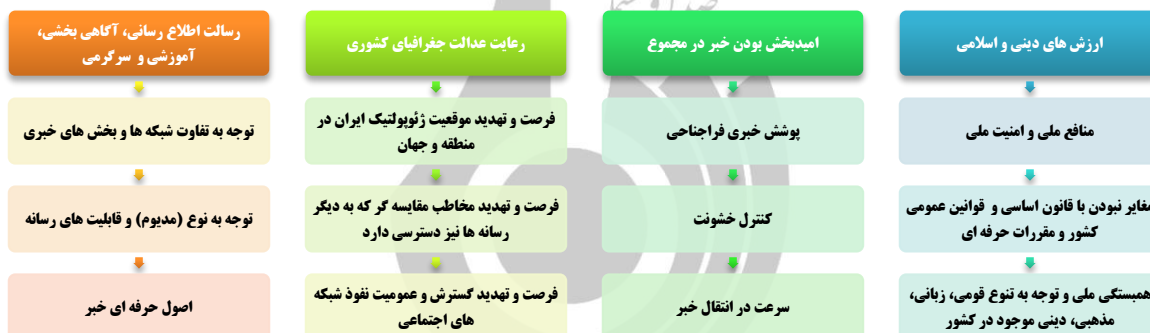 ارزش های دینی و اسلامی
منافع ملی و امنیت ملی
مغایر نبودن با قانون اساسی و قوانین عمومی
کشور و مقررات حرفه ای
همبستگی ملی و توجه به تنوع قومی، زبانی،
مذهبی، دینی موجود در کشور
امیدبخش بودن خبر در مجموع
پوشش خبری فراجناحی
کنترل خشونت
سرعت در انتقال خبر
رعایت عدالت جغرافیای کشوری
فرصت و تهدید موقعیت ژئوپولتیک ایران در
منطقه و جهان
فرصت و تهدید مخاطب مقایسه گر که به دیگر
رسانه ها نیز دسترسی دارد
فرصت و تهدید گسترش و عمومیت نفوذ شبکه
های اجتماعی
رسالت اطلاع رسانی، آگاهی بخشی،
آموزشی و سرگرمی
توجه به تفاوت شبکه ها و بخش های خبری
توجه به نوع (مدیوم) و قابلیت های رسانه
اصول حرفه ای خبر